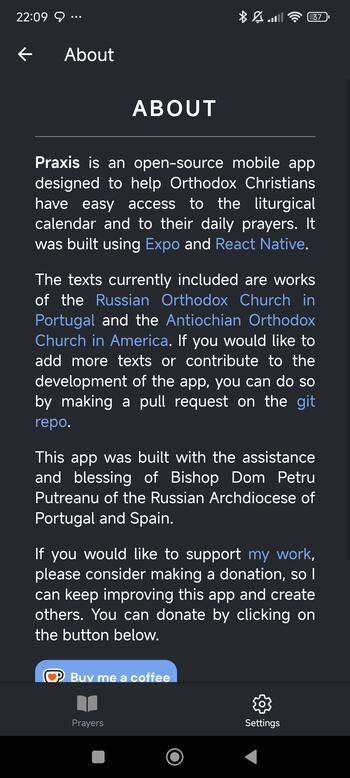 22:09
37
About
ABOUT
Praxis is an open-source mobile app
designed to help Orthodox Christians
have easy access to the liturgical
calendar and to their daily prayers. It
was built using Expo and React Native.
The texts currently included are works
of the Russian Orthodox Church in
Portugal and the Antiochian Orthodox
Church in America. If you would like to
add more texts or contribute to the
development of the app, you can do so
by making a pull request on the git
repo.
This app was built with the assistance
and blessing of Bishop Dom Petru
Putreanu of the Russian Archdiocese of
Portugal and Spain.
If you would like to support my work,
please consider making a donation, so I
can keep improving this app and create
others. You can donate by clicking on
the button below.
Buy me a coffee
Prayers
Settings